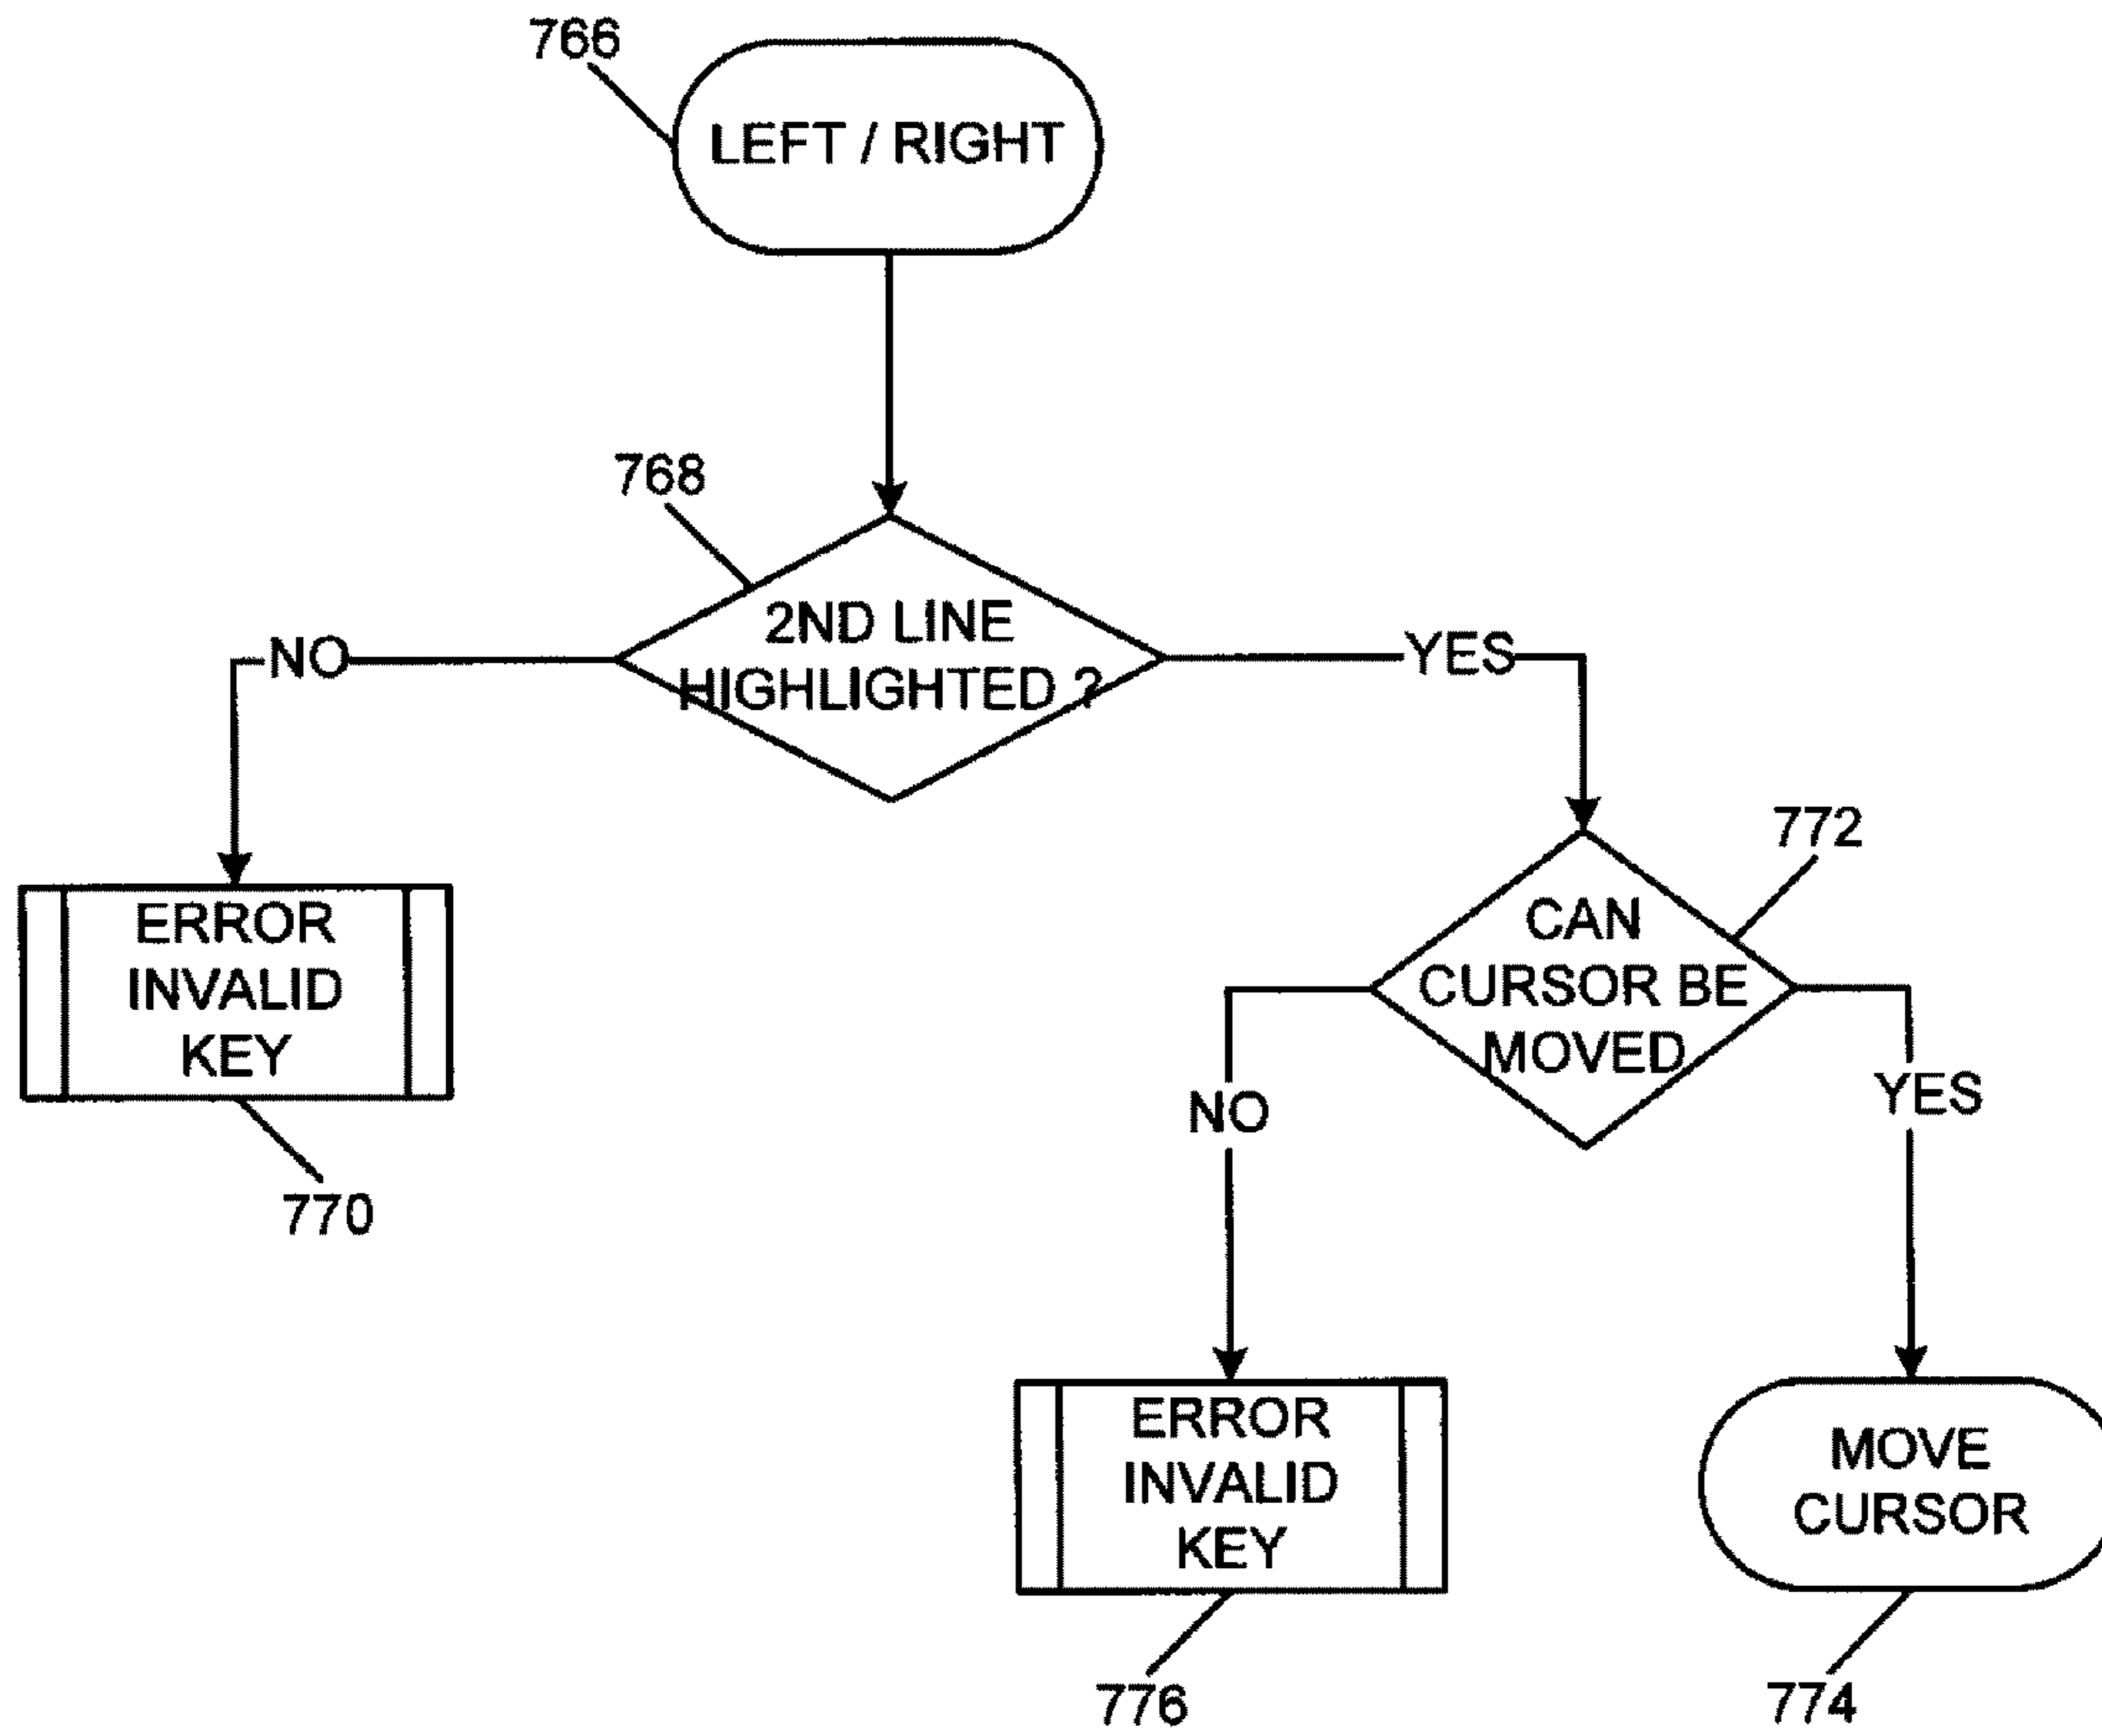 766
LEFT / RIGHT
768
2ND LINE
HIGHLIGHTED ?
NO
YES
772
ERROR
INVALID
KEY
770
CAN
CURSOR BE
MOVED
NO
YES
ERROR
INVALID
KEY
776
MOVE
CURSOR
774